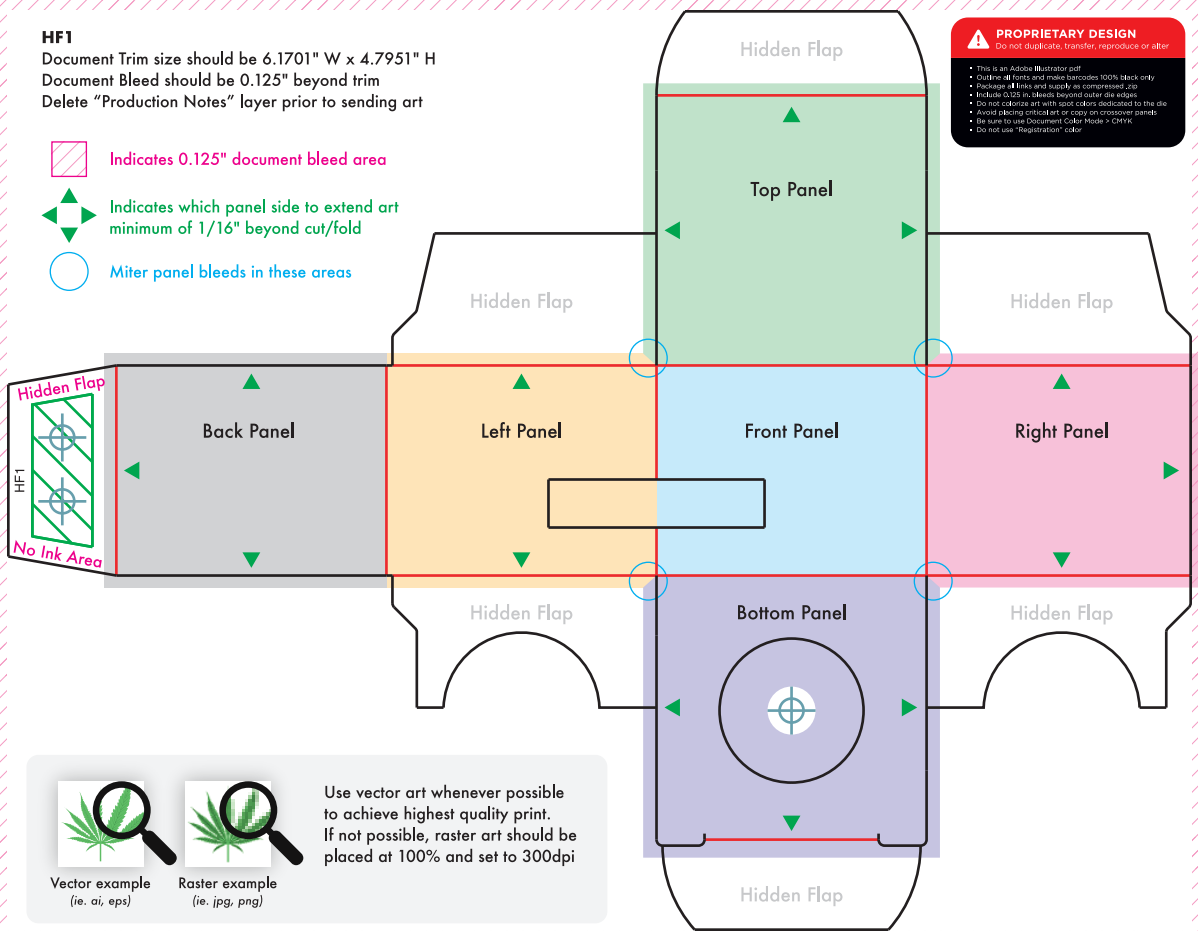 HF1
Document Trim size should be 6.1701" W x 4.7951" H
Document Bleed should be 0.125" beyond trim
Delete “Production Notes” layer prior to sending art
Indicates 0.125" document bleed area
Indicates which panel side to extend art
minimum of 1/16" beyond cut/fold
Miter panel bleeds in these areas
Hidden Flap
PROPRIETARY DESIGN
Do not duplicate, transfer, reproduce or alter
• This is an Adobe Illustrator pdf
• Outline all fonts and make barcodes 100% black only
• Package all links and supply as compressed .zip
• Include 0.125 in. bleeds beyond outer die edges
• Do not colorize art with spot colors dedicated to the die
• Avoid placing critical art or copy on crossover panels
• Be sure to use Document Color Mode > CMYK
• Do not use "Registration" color
Top Panel
Hidden Flap
Hidden Flap
Hidden Flap
HF1
No Ink Area
Back Panel
Left Panel
Front Panel
Right Panel
Hidden Flap
Bottom Panel
Hidden Flap
Use vector art whenever possible
to achieve highest quality print.
If not possible, raster art should be
placed at 100% and set to 300dpi
Vector example
(ie. ai, eps)
Raster example
(ie. jpg, png)
Hidden Flap